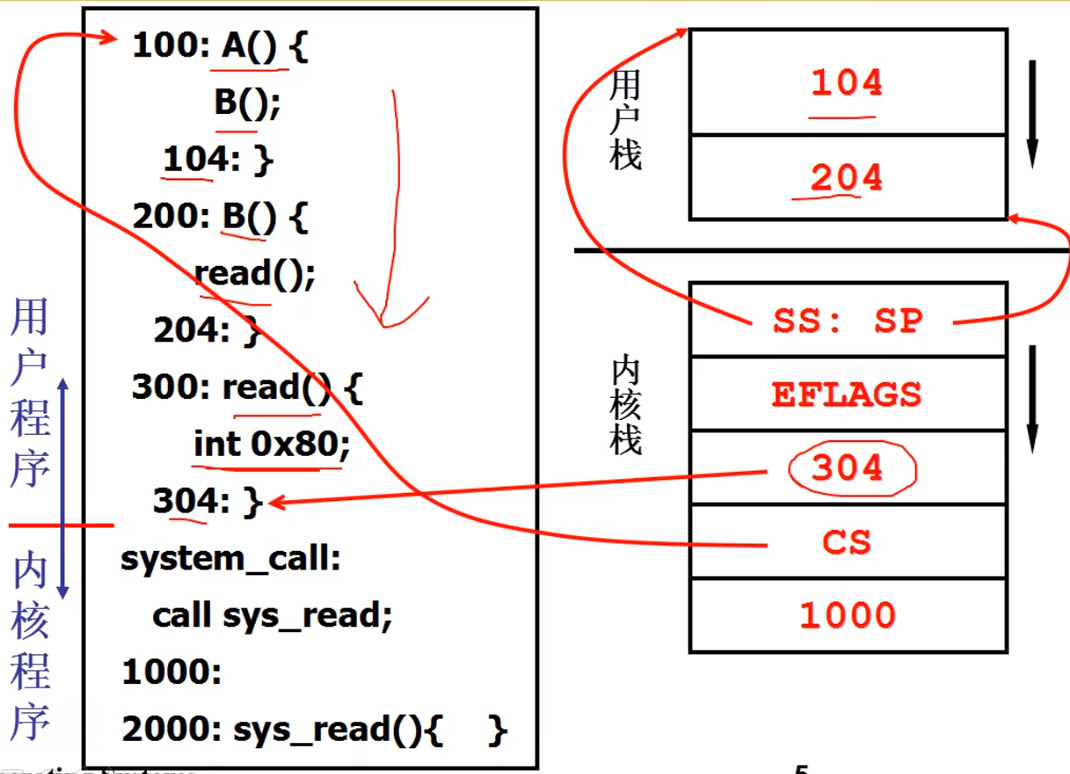 100: A() {
B();
104: }
200: B() {
read();
204: }
300: read() {
int 0x80;
304: }
system_call:
call sys_read;
1000:
2000: sys_read(){ }
用户程序
内核程序
用户栈
104
204
内核栈
SS: SP
EFLAGS
304
CS
1000
5